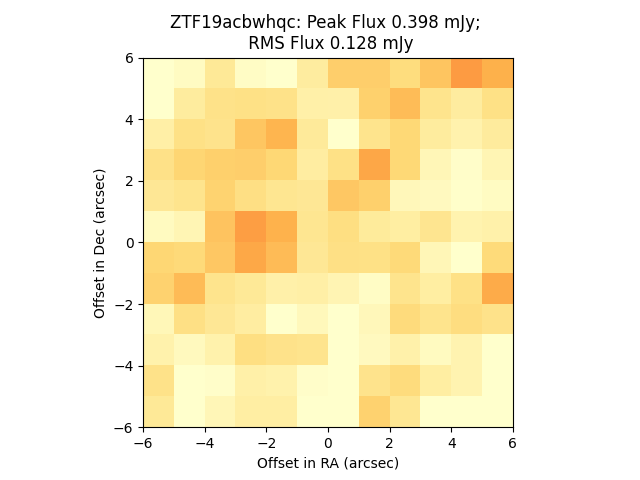 ZTF19acbwhqc: Peak Flux 0.398 mJy;
RMS Flux 0.128 mJy
6
4
2
0
−2
−4
−6
Offset in Dec (arcsec)
−6 −4 −2 0 2 4 6
Offset in RA (arcsec)